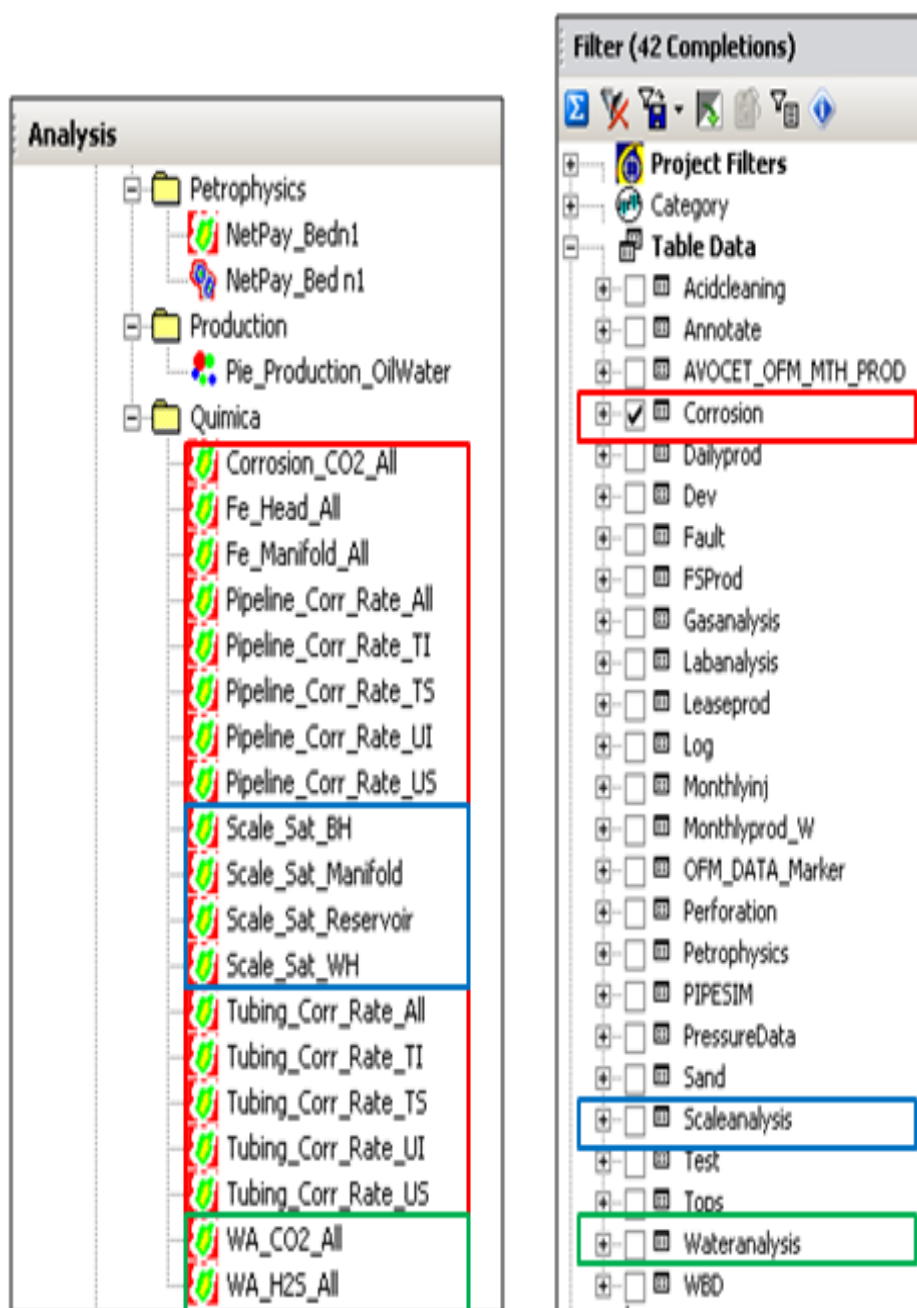 Analysis
Petrophysics
NetPay_Bedn1
NetPay_Bed n1
Production
Pie_Production_OilWater
Quimica
Corrosion_CO2_All
Fe_Head_All
Fe_Manifold_All
Pipeline_Corr_Rate_All
Pipeline_Corr_Rate_TI
Pipeline_Corr_Rate_TS
Pipeline_Corr_Rate_UI
Pipeline_Corr_Rate_US
Scale_Sat_BH
Scale_Sat_Manifold
Scale_Sat_Reservoir
Scale_Sat_WH
Tubing_Corr_Rate_All
Tubing_Corr_Rate_TI
Tubing_Corr_Rate_TS
Tubing_Corr_Rate_UI
Tubing_Corr_Rate_US
WA_CO2_All
WA_H2S_All
Filter (42 Completions)
Project Filters
Category
Table Data
Acidcleaning
Annotate
AVOCET_OFM_MTH_PROD
Corrosion
Dailyprod
Dev
Fault
FSProd
Gasanalysis
Labanalysis
Leaseprod
Log
Monthlyinj
Monthlyprod_W
OFM_DATA_Marker
Perforation
Petrophysics
PIPESIM
PressureData
Sand
Scaleanalysis
Test
Tops
Wateranalysis
WBD